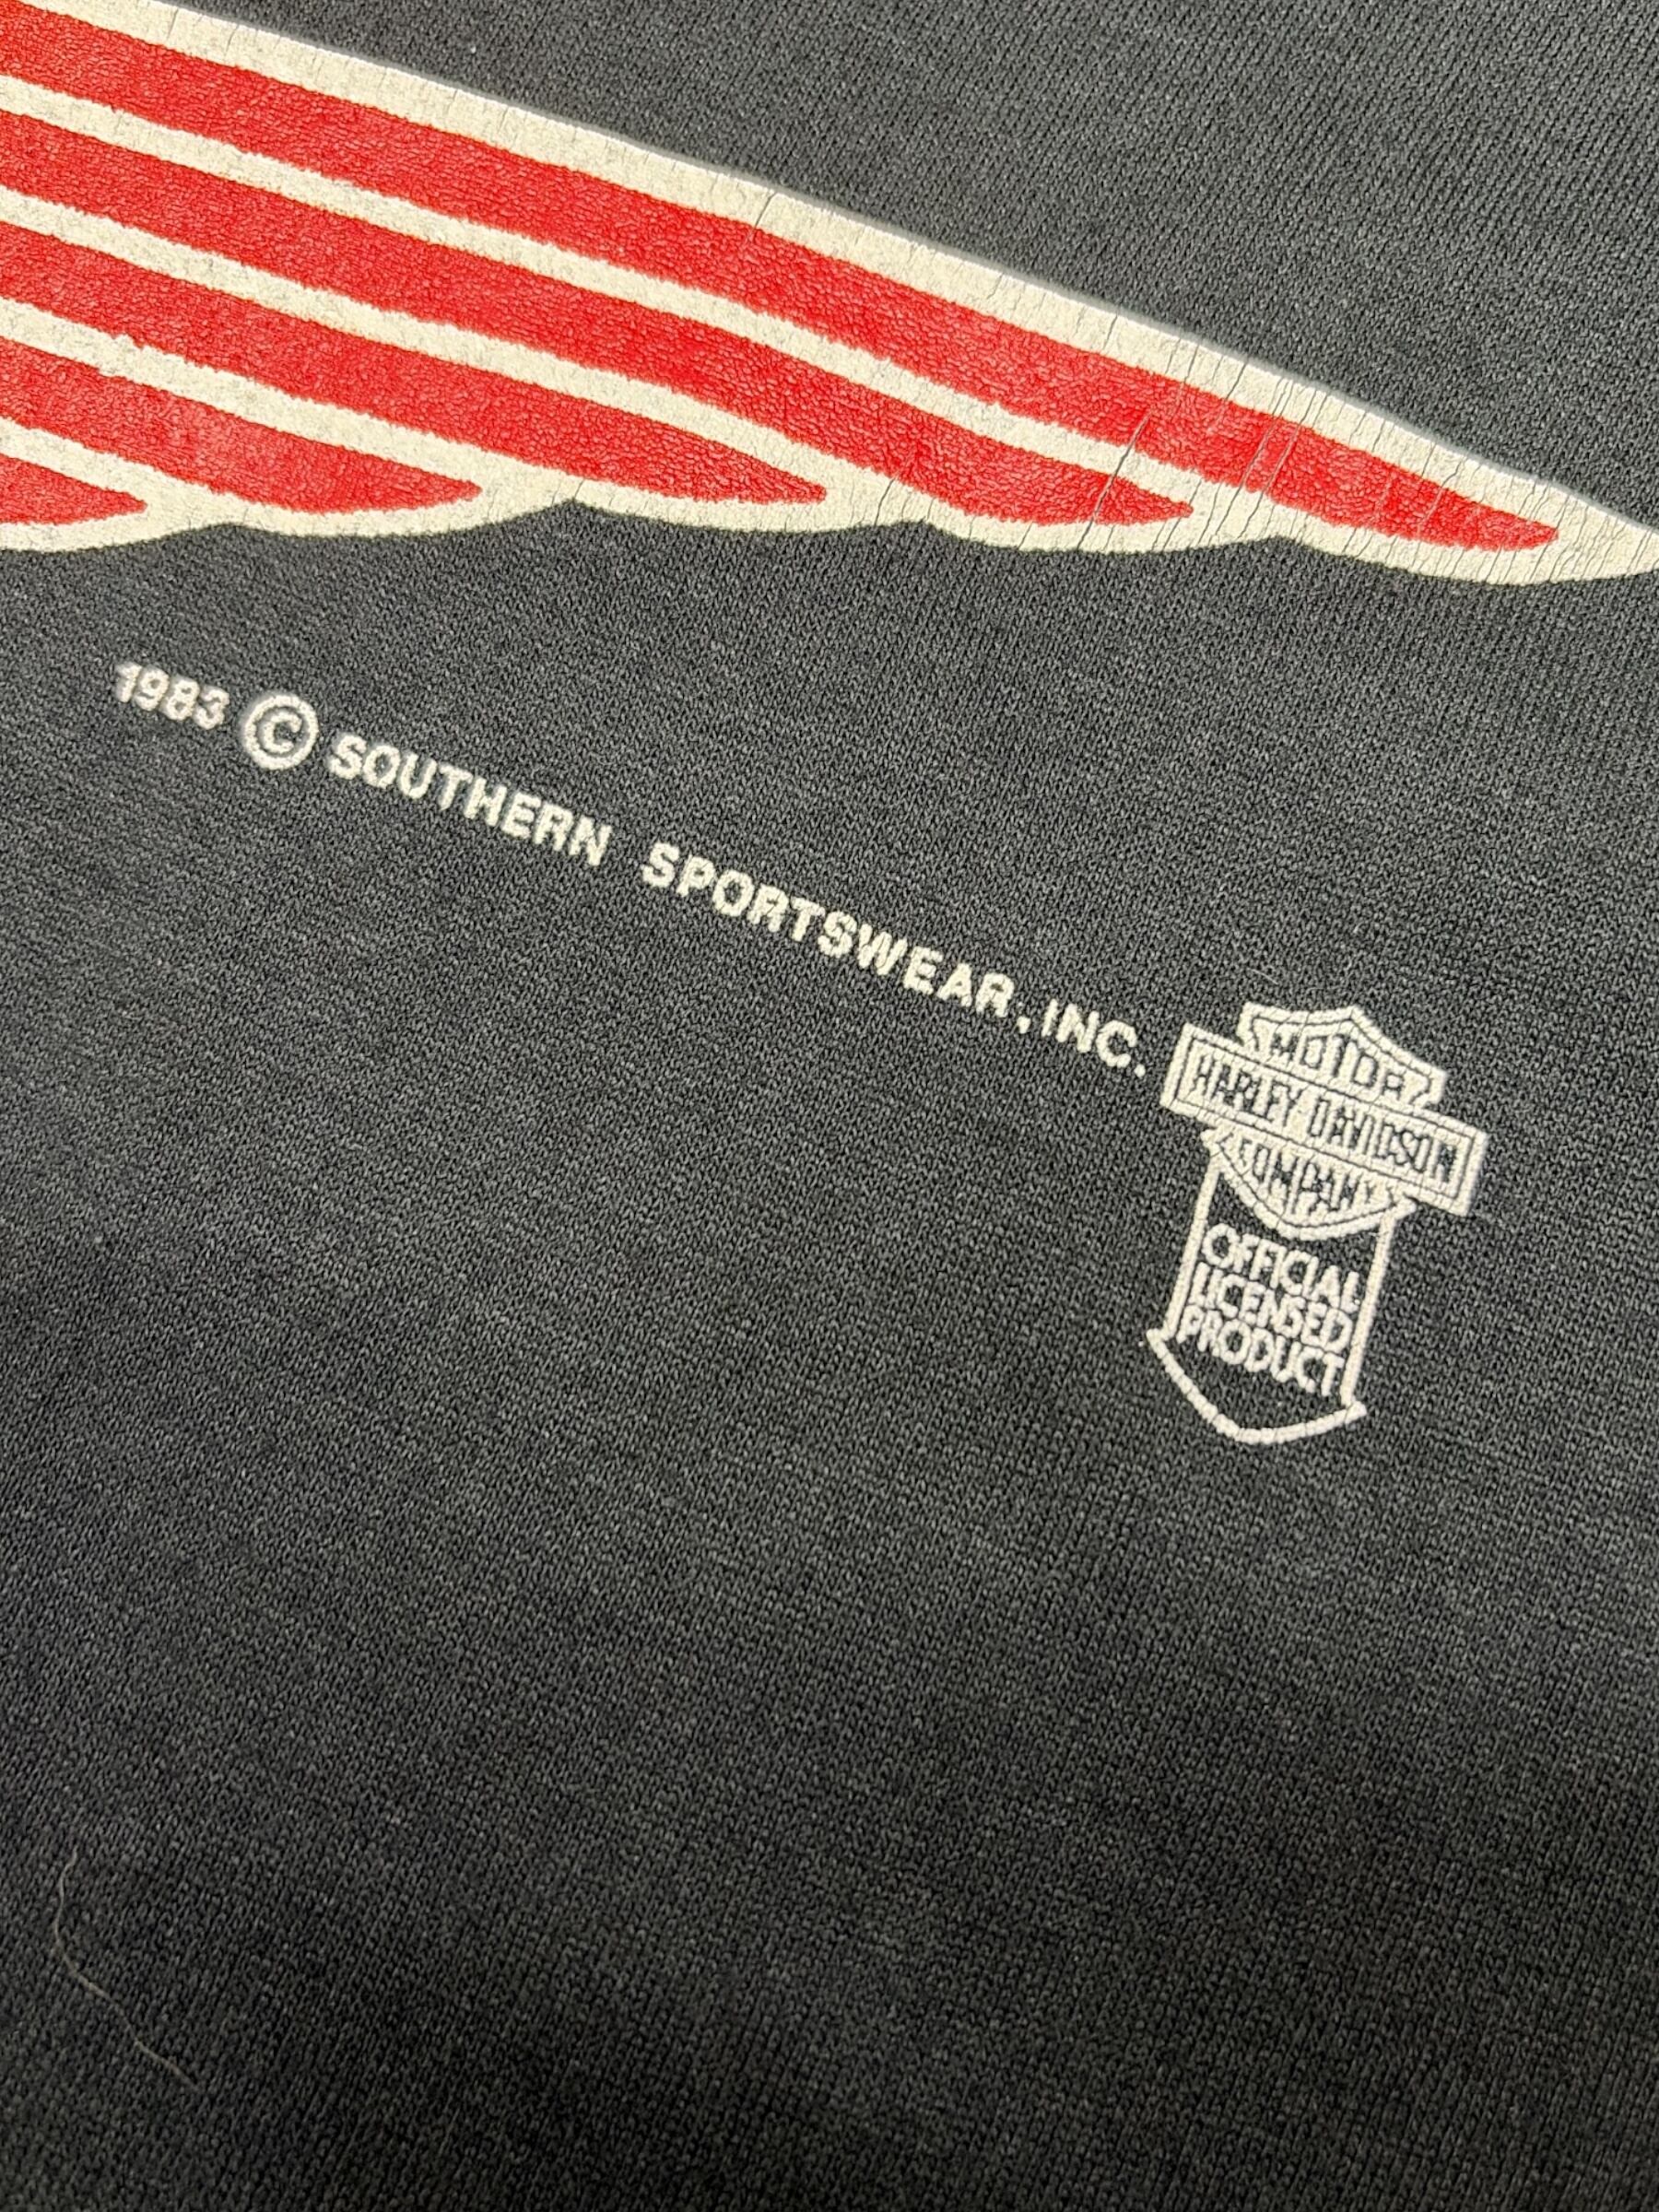 1983 © SOUTHERN SPORTSWEAR, INC.
MOTOR
HARLEY DAVIDSON
COMPANY
OFFICIAL
LICENSED
PRODUCT